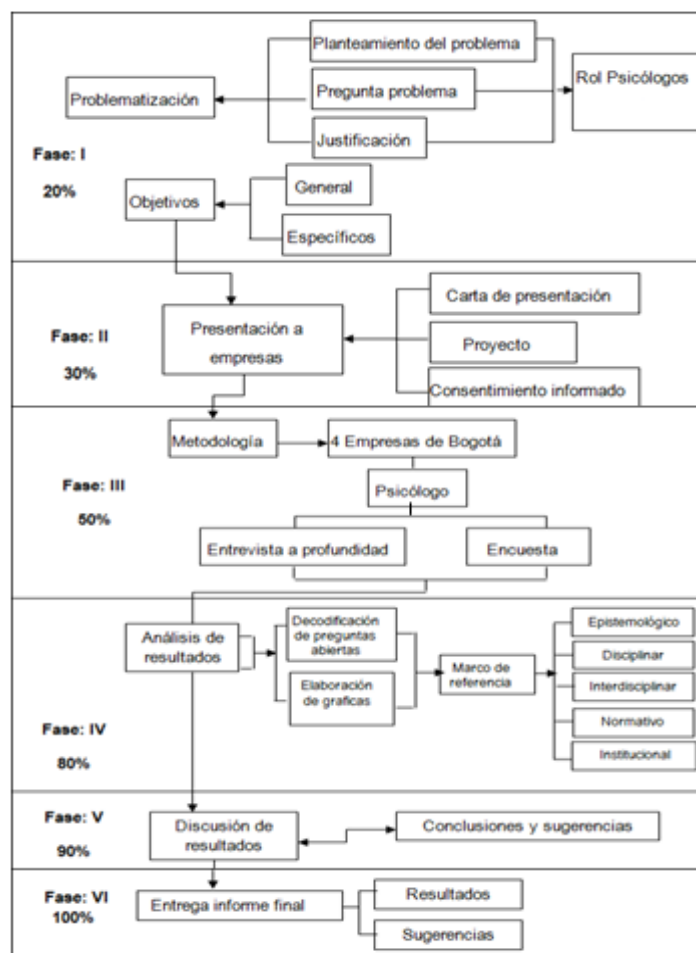 Planteamiento del problema
Rol Psicólogos
Problematización
Pregunta problema
Justificación
Fase: I
20%
General
Objetivos
Específicos
Carta de presentación
Fase: II
30%
Presentación a
empresas
Proyecto
Consentimiento informado
Metodología
4 Empresas de Bogotá
Fase: III
50%
Psicólogo
Entrevista a profundidad
Encuesta
Análisis de
resultados
Decodificación
de preguntas
abiertas
Elaboración
de graficas
Marco de
referencia
Epistemológico
Disciplinar
Interdisciplinar
Normativo
Institucional
Fase: IV
80%
Fase: V
90%
Discusión de
resultados
Conclusiones y sugerencias
Fase: VI
100%
Entrega informe final
Resultados
Sugerencias